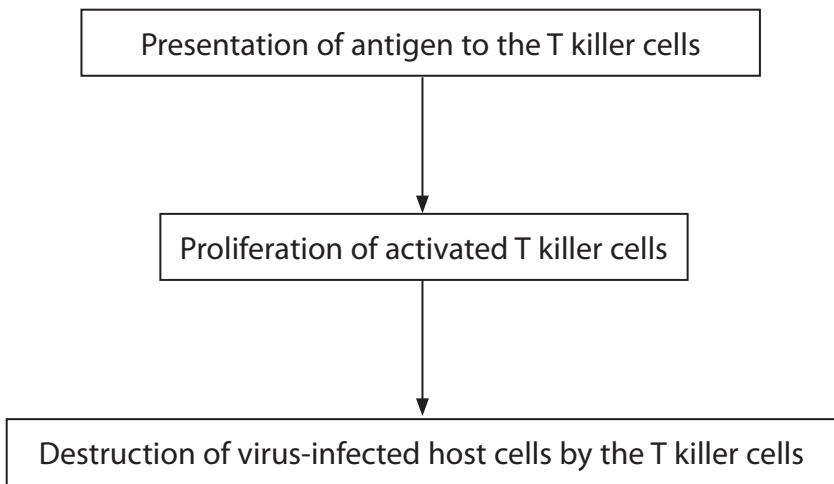 Presentation of antigen to the T killer cells
Proliferation of activated T killer cells
Destruction of virus-infected host cells by the T killer cells